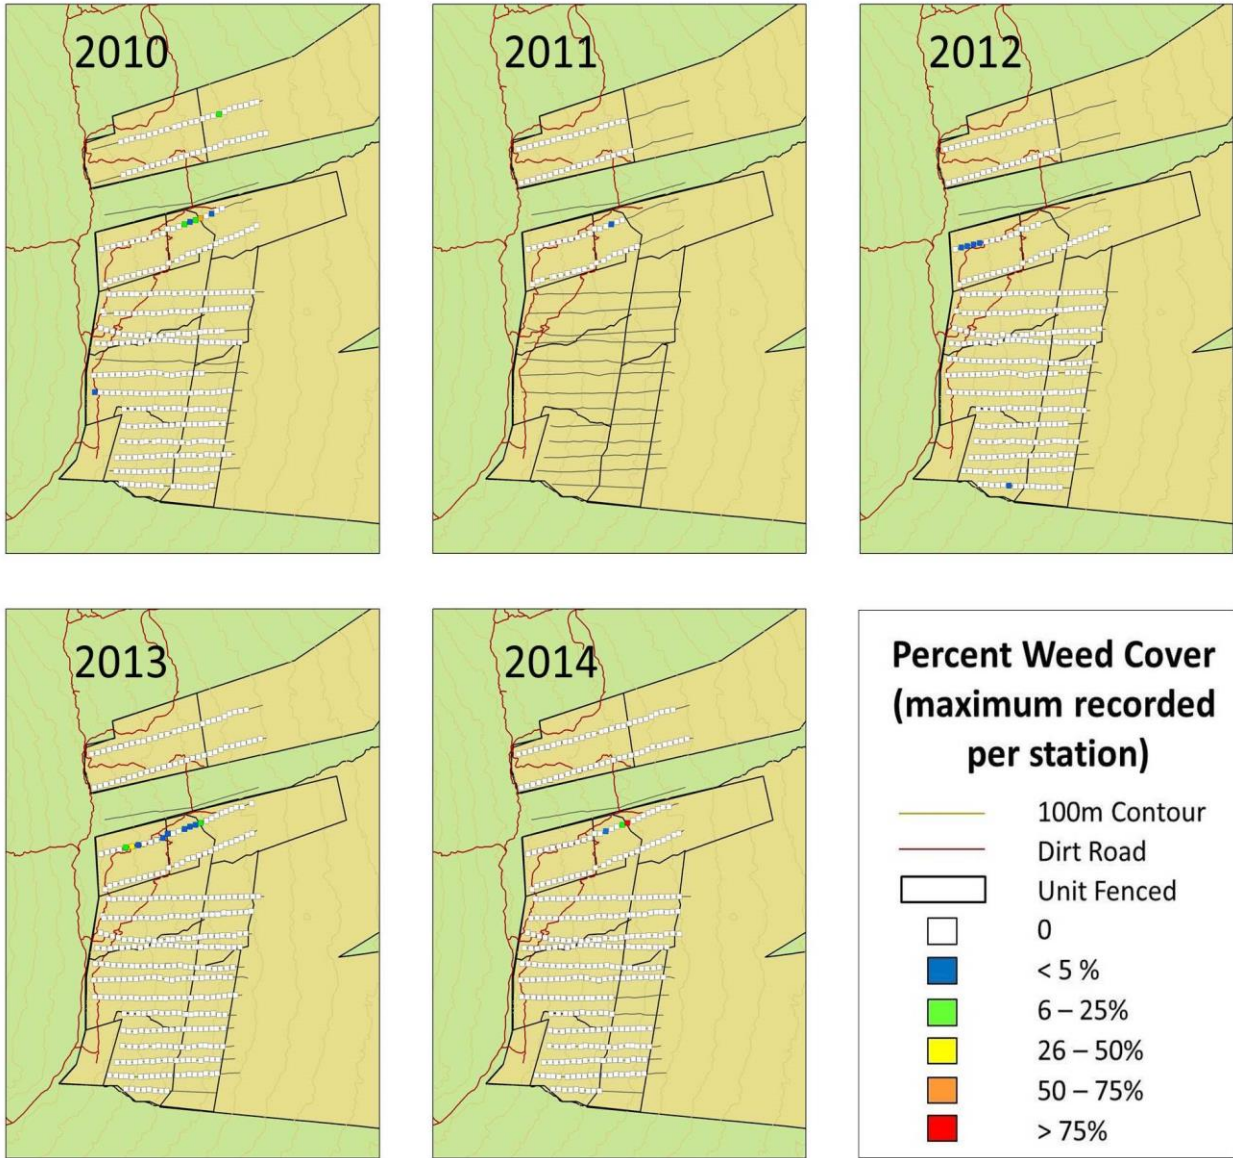 2010
2011
2012
2013
2014
Percent Weed Cover
(maximum recorded
per station)
100m Contour
Dirt Road
Unit Fenced
0
< 5 %
6 – 25%
26 – 50%
50 – 75%
> 75%